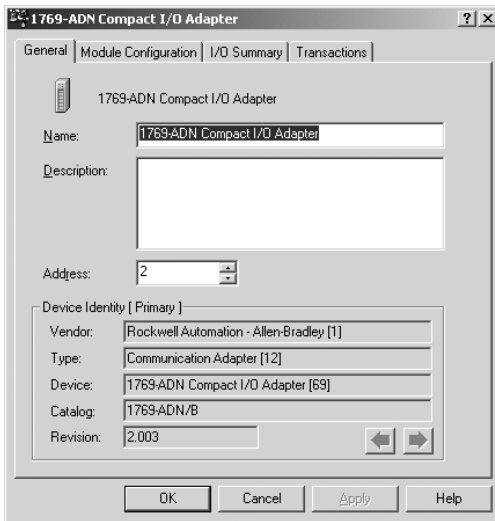 1769-ADN Compact I/O Adapter ? ×
General Module Configuration I/O Summary Transactions
1769-ADN Compact I/O Adapter
Name: 1769-ADN Compact I/O Adapter
Description:
Address: 2
Device Identity [ Primary ]
Vendor: Rockwell Automation - Allen-Bradley [1]
Type: Communication Adapter [12]
Device: 1769-ADN Compact I/O Adapter [69]
Catalog: 1769-ADN/B
Revision: 2.003
OK Cancel Apply Help